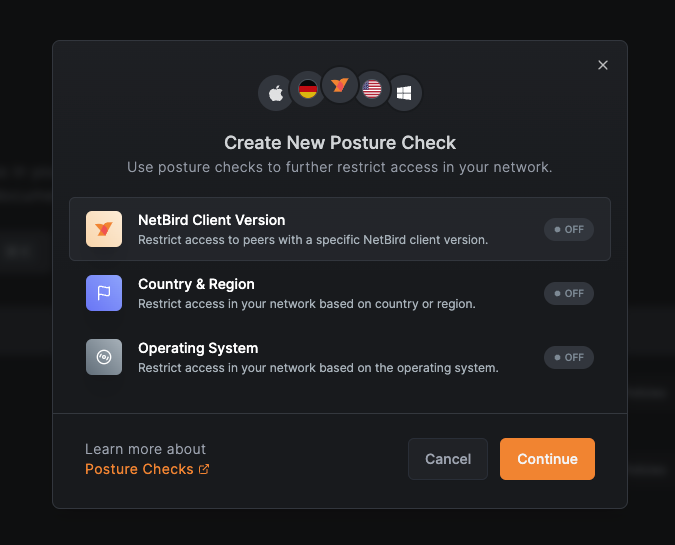 Create New Posture Check
Use posture checks to further restrict access in your network.
NetBird Client Version
Restrict access to peers with a specific NetBird client version.
OFF
Country & Region
Restrict access in your network based on country or region.
OFF
Operating System
Restrict access in your network based on the operating system.
OFF
Learn more about
Posture Checks
Cancel
Continue